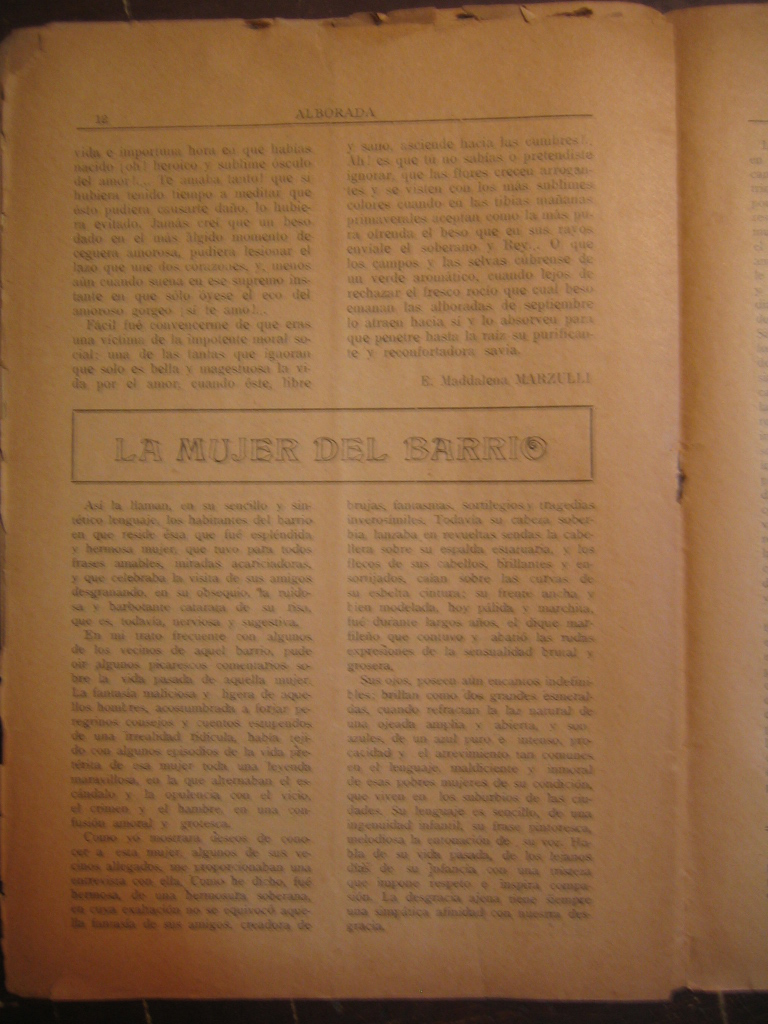 12
ALBORADA
vida e importuna hora en que habías
nacido ¡oh! heroico y sublime ósculo
del amor!... Te amaba tanto! que si
hubiera tenido tiempo a meditar que
ésto pudiera causarte daño, lo hubie-
ra evitado. Jamás creí que un beso
dado en el más álgido momento de
ceguera amorosa, pudiera lesionar el
lazo que une dos corazones, y, menos
aún cuando suena en ese supremo ins-
tante en que sólo óyese el eco del
amoroso gorgeo ¡sí te amo!...
Fácil fué convencerme de que eras
una víctima de la impotente moral so-
cial: una de las tantas que ignoran
que solo es bella y magestuosa la vi-
da por el amor, cuando éste, libre
y sano, asciende hacia las cumbres!..
Ah! es que tú no sabías o pretendiste
ignorar, que las flores crecen arrogan-
tes y se visten con los más sublimes
colores cuando en las tibias mañanas
primaverales aceptan como la más pu-
ra ofrenda el beso que en sus rayos
envíale el soberano y Rey... O que
los campos y las selvas cúbrense de
un verde aromático, cuando lejos de
rechazar el fresco rocío que cual beso
emanan las alboradas de septiembre
lo atraen hacia sí y lo absorven para
que penetre hasta la raíz su purifican-
te y reconfortadora savia.
E. Maddalena MARZULLI
LA MUJER DEL BARRIO
Así la llaman, en su sencillo y sin-
tético lenguaje, los habitantes del barrio
en que reside ésta que fué espléndida
y hermosa mujer, que tuvo para todos
frases amables, miradas acariciadoras,
y que celebraba la visita de sus amigos
desgranando, en su obsequio, la ruido-
sa y barbotante catarata de su risa,
que es, todavía, nerviosa y sugestiva.
En mi trato frecuente con algunos
de los vecinos de aquel barrio, pude
oir algunos picarescos comentarios so-
bre la vida pasada de aquella mujer.
La fantasía maliciosa y ligera de aque-
llos hombres, acostumbrada a forjar pe-
regrinos consejos y cuentos estupendos
de una irrealidad ridícula, había teji-
do con algunos episodios de la vida pre-
térita de esa mujer toda una leyenda
maravillosa, en la que alternaban el es-
cándalo y la opulencia con el vicio,
el crimen y el hambre, en una con-
fusión amoral y grotesca.
Como yo mostrara deseos de cono-
cer a esta mujer, algunos de sus ve-
cinos allegados, me proporcionaban una
entrevista con ella. Como he dicho, fué
hermosa, de una hermosura soberana,
en cuya exaltación no se equivocó aque-
lla fantasía de sus amigos, creadora de
brujas, fantasmas, sortilegios y tragedias
inverosímiles. Todavía su cabeza sober-
bia, lanzaba en revueltas sendas la cabe-
llera sobre su espalda estatuaria, y los
flecos de sus cabellos, brillantes y en-
sortijados, caían sobre las curvas de
su esbelta cintura; su frente ancha y
bien modelada, hoy pálida y marchita,
fué durante largos años, el dique mar-
fileño que contuvo y abatió las rudas
expresiones de la sensualidad brutal y
grosera.
Sus ojos, poseen aún encantos indefini-
bles: brillan como dos grandes esmeral-
das, cuando refractan la luz natural de
una ojeada amplia y abierta, y son
azules, de un azul puro e intenso, pro-
cacidad y el atrevimiento tan comunes
en el lenguaje, maldiciente y inmoral
de esas pobres mujeres de su condición,
que viven en los suburbios de las ciu-
dades. Su lenguaje es sencillo, de una
ingenuidad infantil, su frase pintoresca,
melodiosa la entonación de su voz. Ha-
bla de su vida pasada, de los lejanos
días de su infancia con una tristeza
que impone respeto e inspira compa-
sión. La desgracia ajena tiene siempre
una simpática afinidad con nuestra des-
gracia.